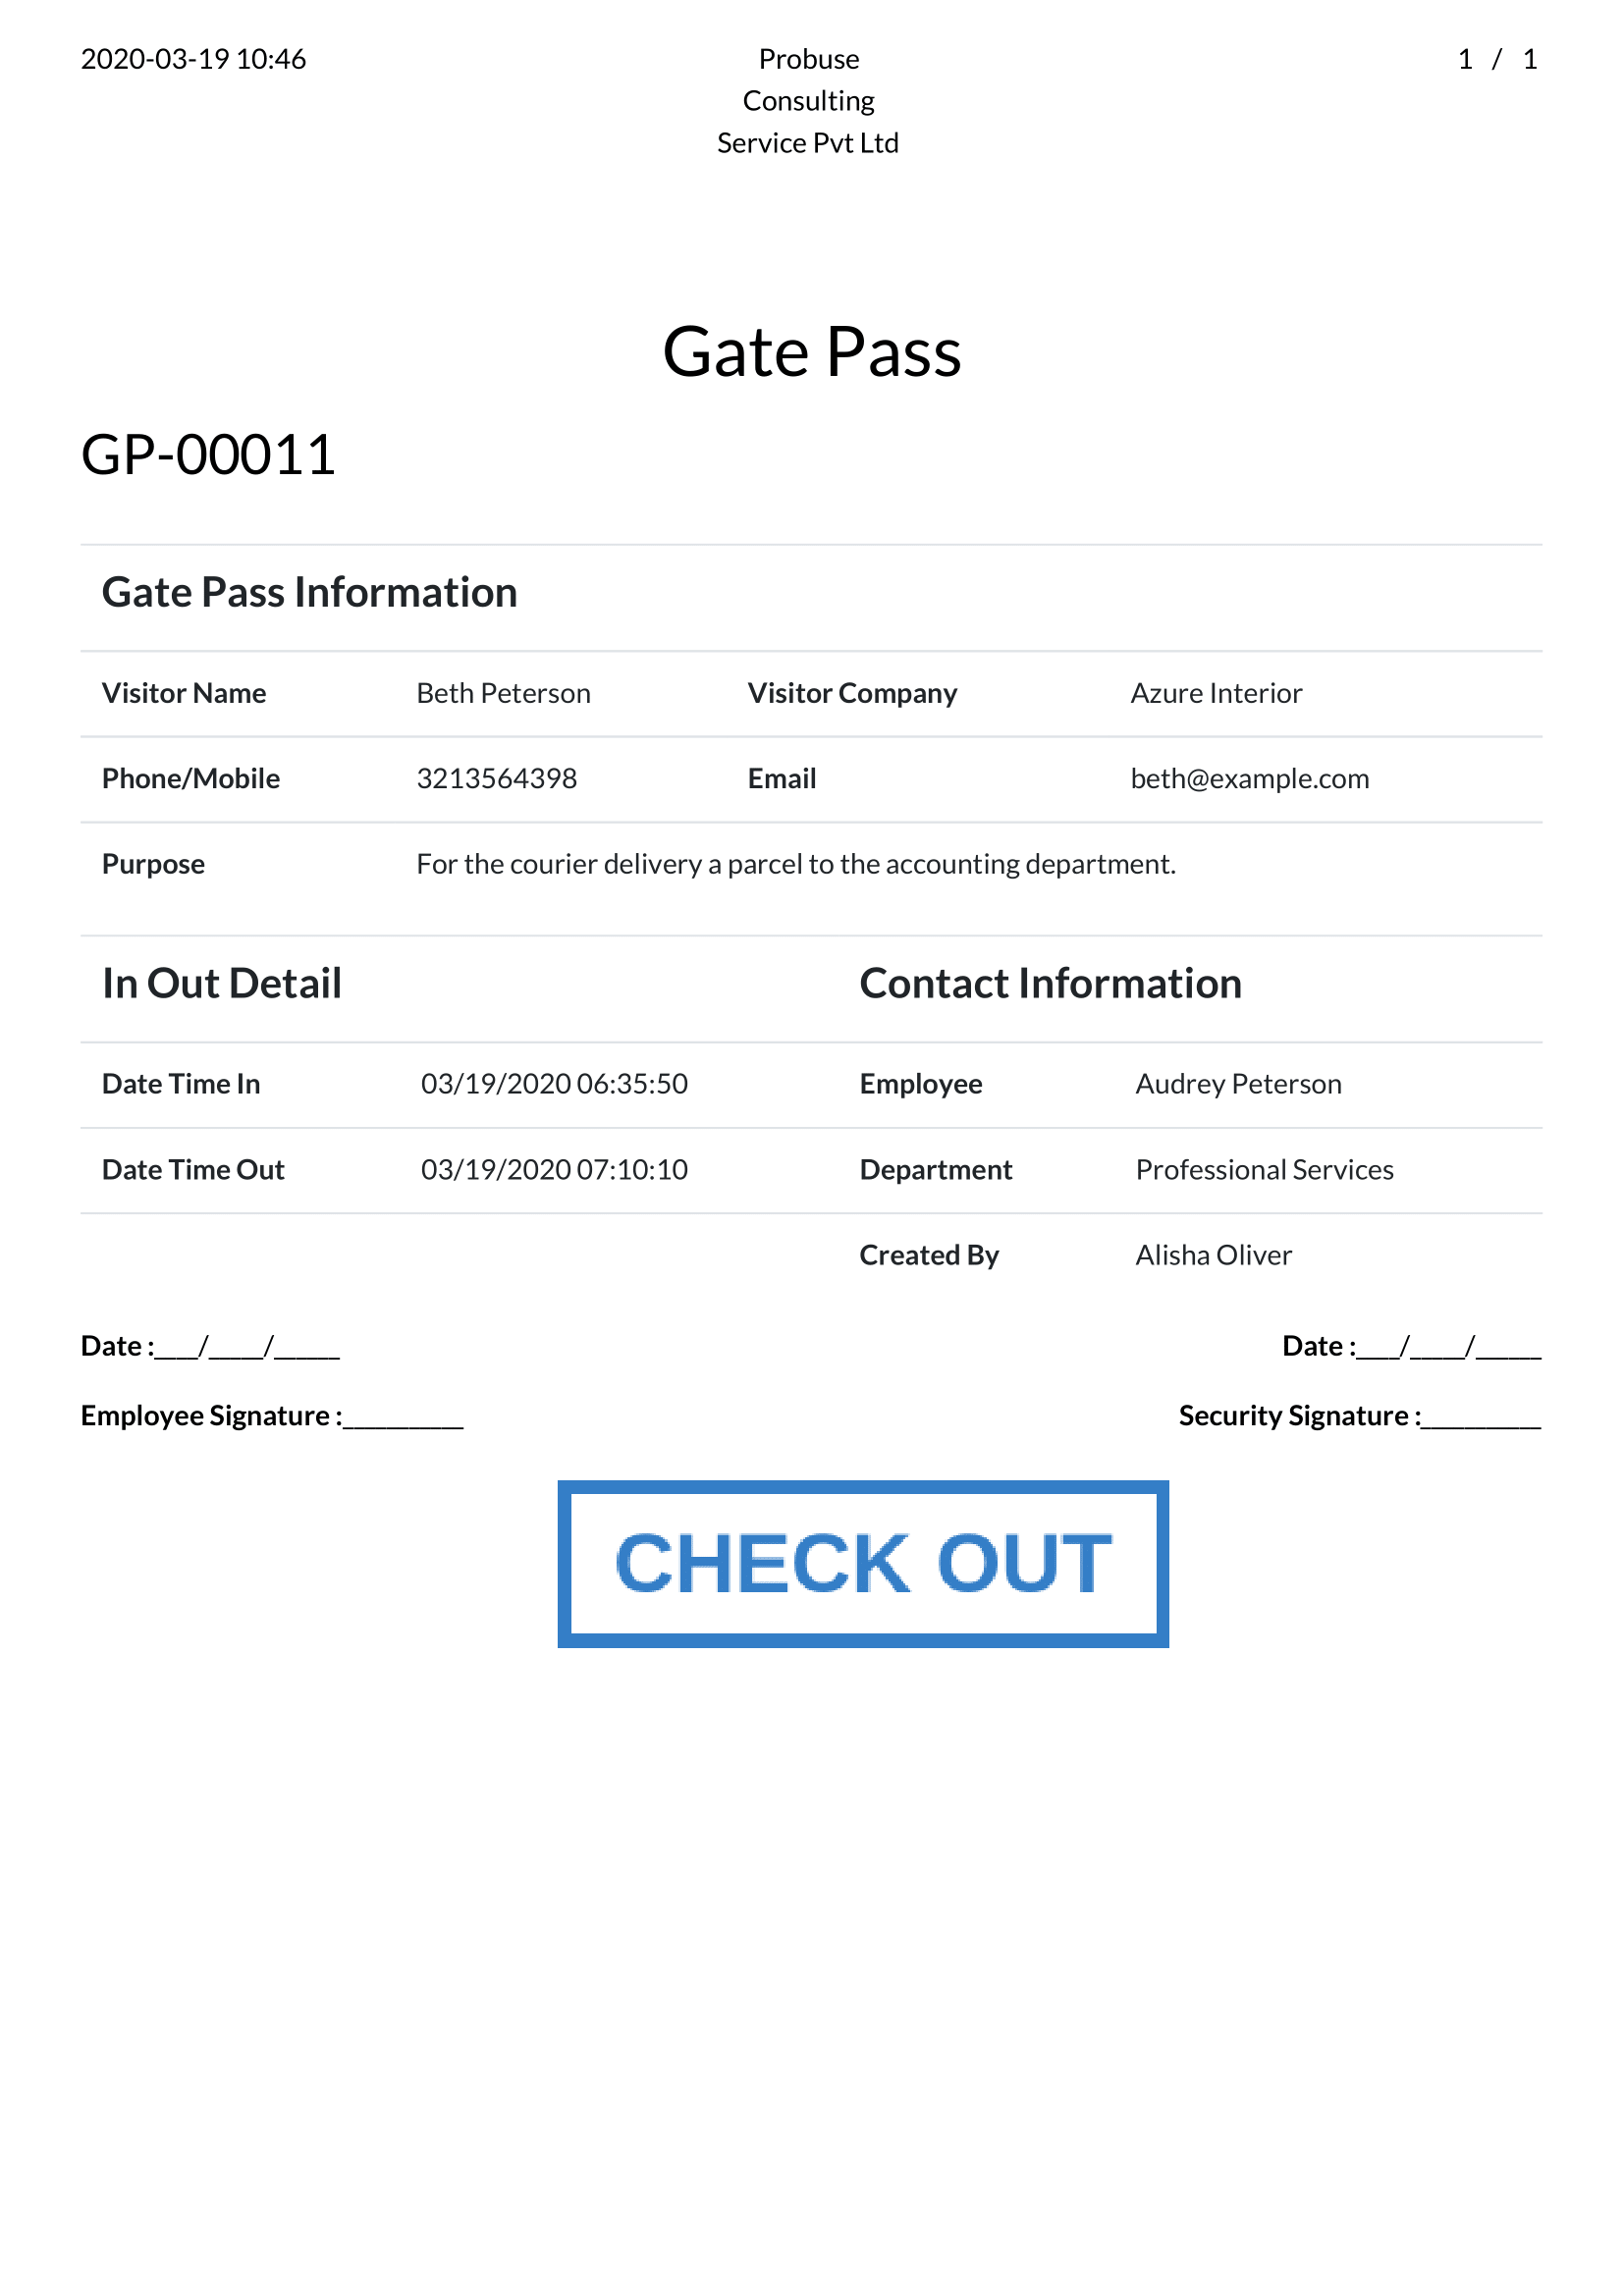 2020-03-19 10:46 Probuse 1 / 1
Consulting
Service Pvt Ltd
Gate Pass
GP-00011
Gate Pass Information
Visitor Name Beth Peterson Visitor Company Azure Interior
Phone/Mobile 3213564398 Email beth@example.com
Purpose For the courier delivery a parcel to the accounting department.
In Out Detail Contact Information
Date Time In 03/19/2020 06:35:50 Employee Audrey Peterson
Date Time Out 03/19/2020 07:10:10 Department Professional Services
Created By Alisha Oliver
Date :____/_____/______ Date :____/_____/______
Employee Signature :___________ Security Signature :___________
CHECK OUT